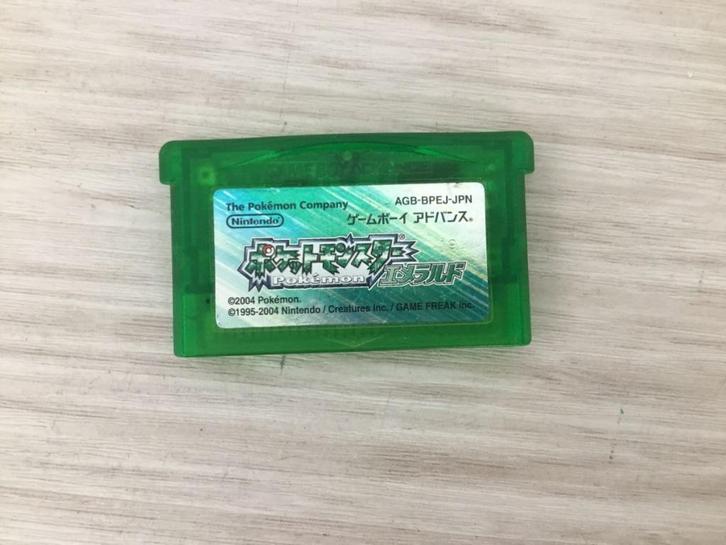 The Pokémon Company
AGB-BPEJ-JPN
Nintendo
ゲームボーイ アドバンス®
ポケットモンスター®
Pokémon
エメラルド
©2004 Pokémon.
©1995-2004 Nintendo / Creatures inc. / GAME FREAK inc.